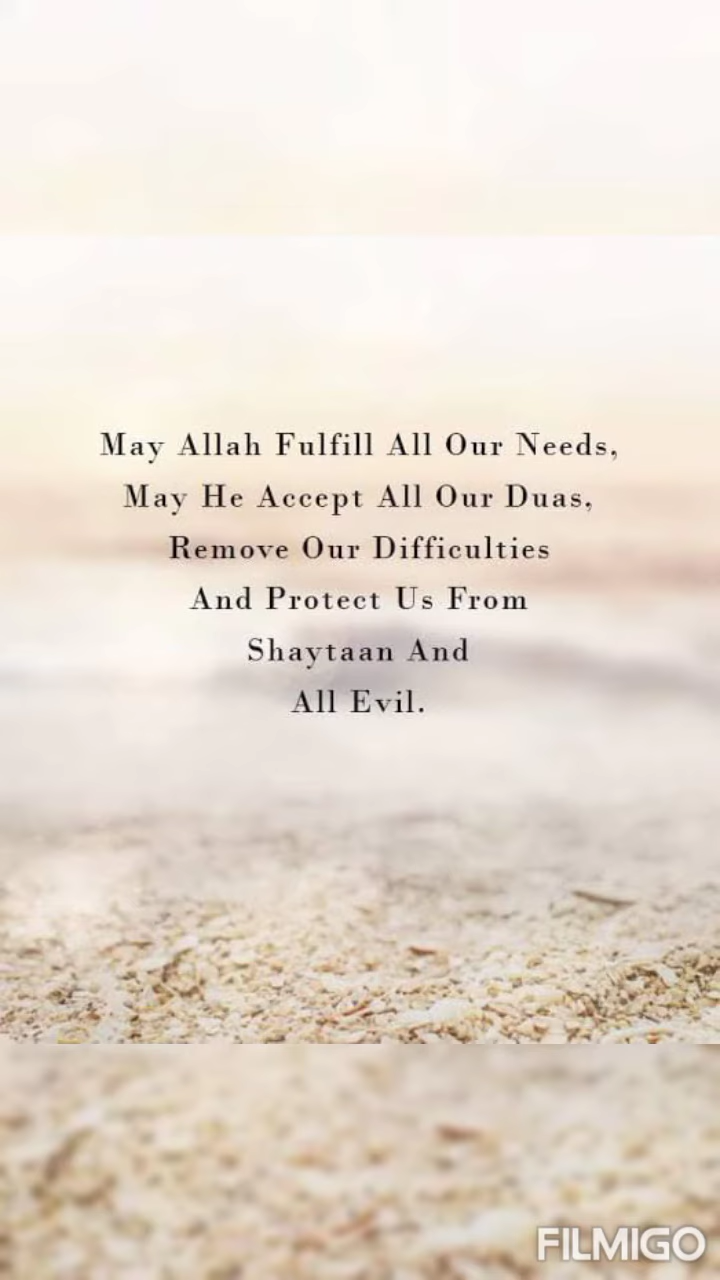 May Allah Fulfill All Our Needs,
May He Accept All Our Duas,
Remove Our Difficulties
And Protect Us From
Shaytaan And
All Evil.
FILMIGO